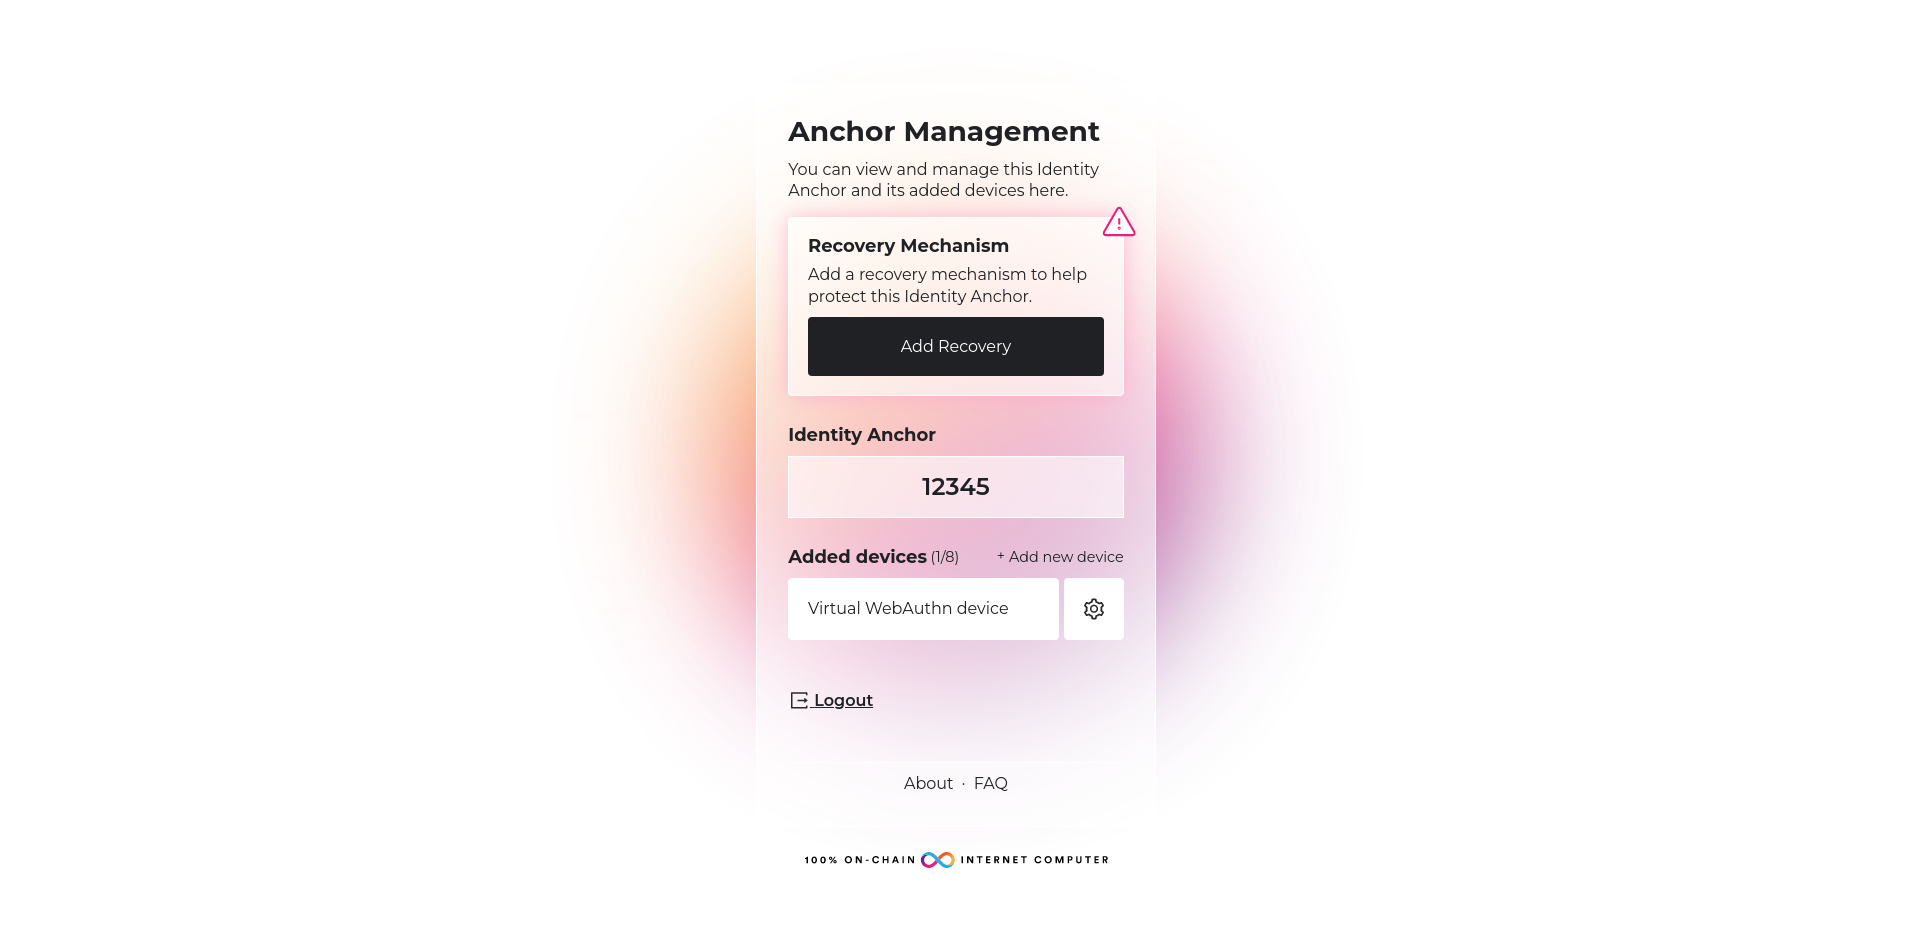 Anchor Management
You can view and manage this Identity
Anchor and its added devices here.
Recovery Mechanism
Add a recovery mechanism to help
protect this Identity Anchor.
Add Recovery
Identity Anchor
12345
Added devices (1/8) + Add new device
Virtual WebAuthn device
Logout
About · FAQ
100% ON-CHAIN INTERNET COMPUTER